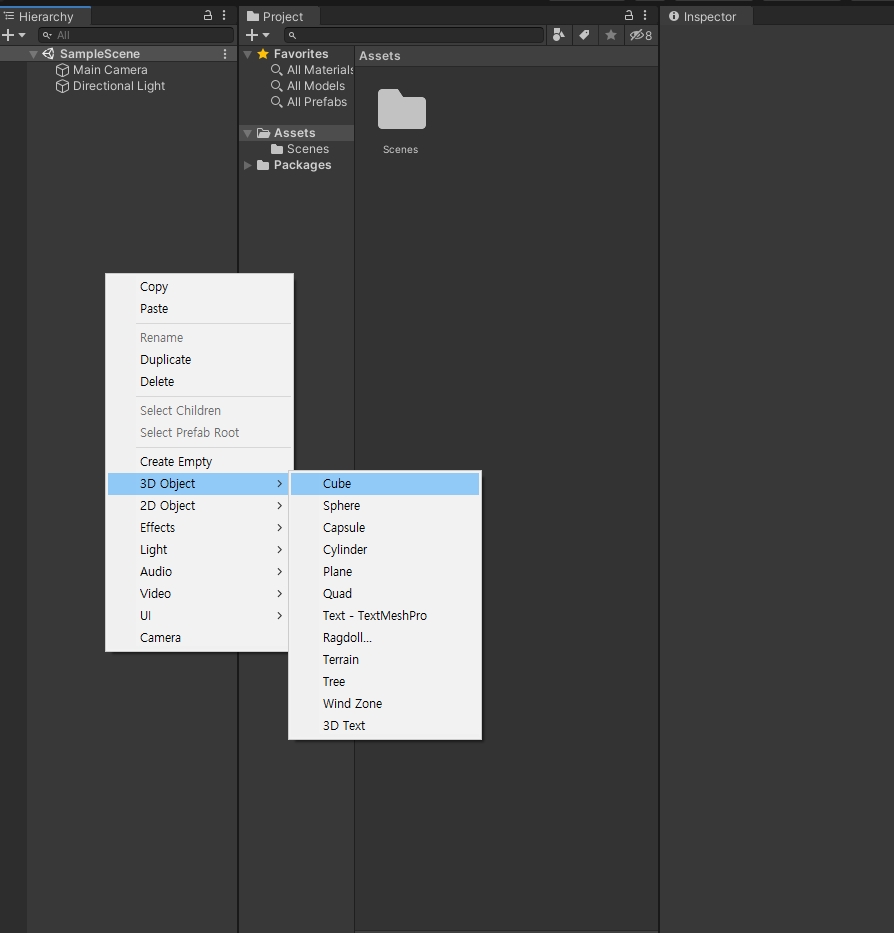 Hierarchy
All
SampleScene
Main Camera
Directional Light
Project
8
Favorites
All Materials
All Models
All Prefabs
Assets
Scenes
Packages
Assets
Scenes
Inspector
Copy
Paste
Rename
Duplicate
Delete
Select Children
Select Prefab Root
Create Empty
3D Object
2D Object
Effects
Light
Audio
Video
UI
Camera
Cube
Sphere
Capsule
Cylinder
Plane
Quad
Text - TextMeshPro
Ragdoll...
Terrain
Tree
Wind Zone
3D Text